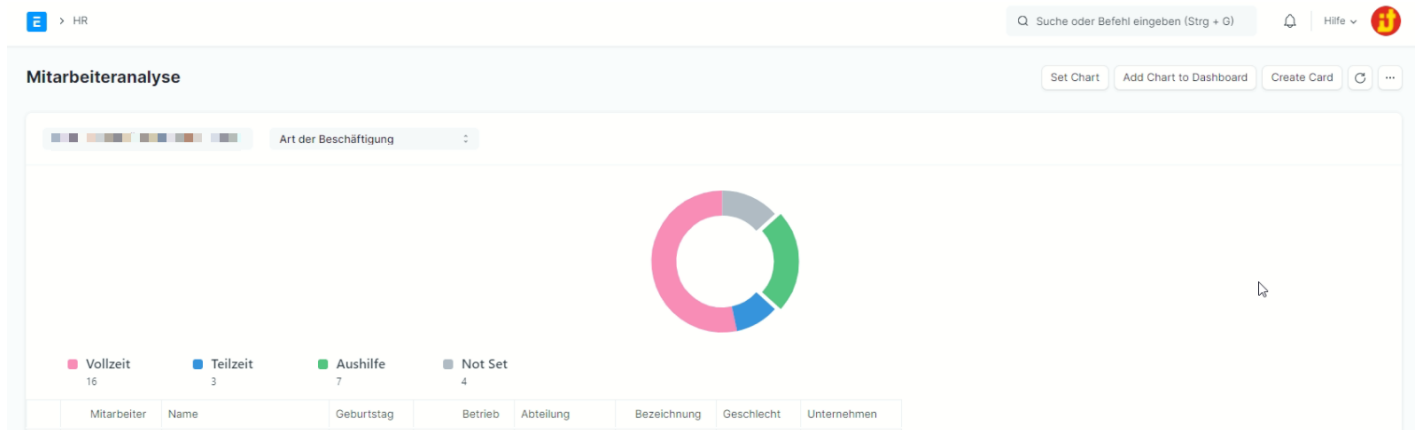 E > HR Suche oder Befehl eingeben (Strg + G) Hilfe it
Mitarbeiteranalyse Set Chart Add Chart to Dashboard Create Card ...
Art der Beschäftigung
Vollzeit Teilzeit Aushilfe Not Set
16 3 7 4
Mitarbeiter Name Geburtstag Betrieb Abteilung Bezeichnung Geschlecht Unternehmen